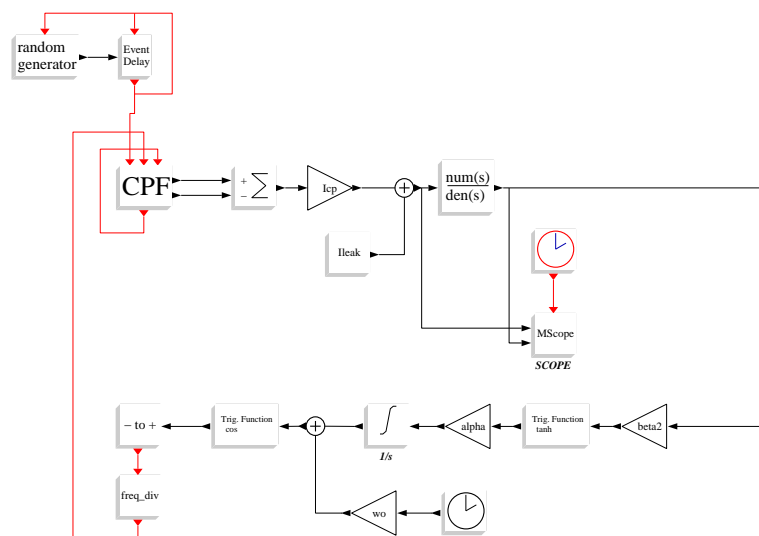 random
generator
Event
Delay
CPF
+
−
∑
Icp
+
num(s)
den(s)
Ileak
MScope
SCOPE
− to +
Trig. Function
cos
+
∫
1/s
alpha
Trig. Function
tanh
beta2
freq_div
wo